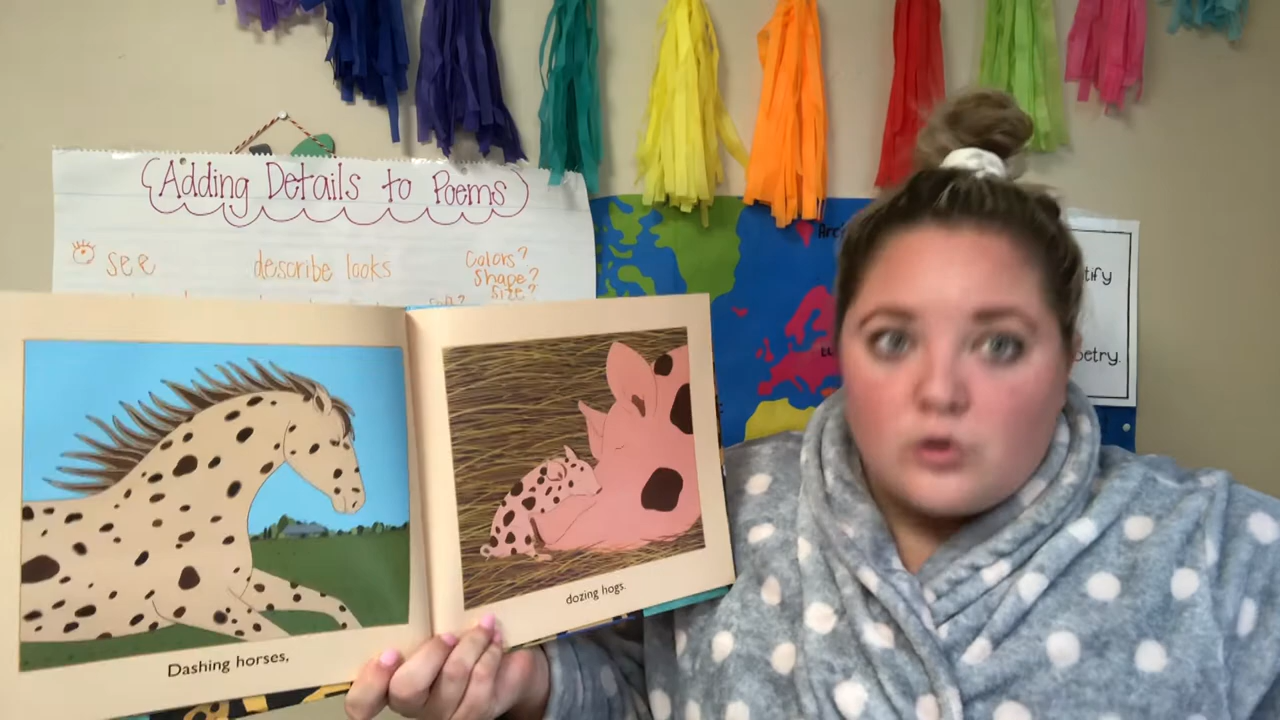 Adding Details to Poems
see describe looks Colors?
Shape?
Size?
Dashing horses,
dozing hogs.